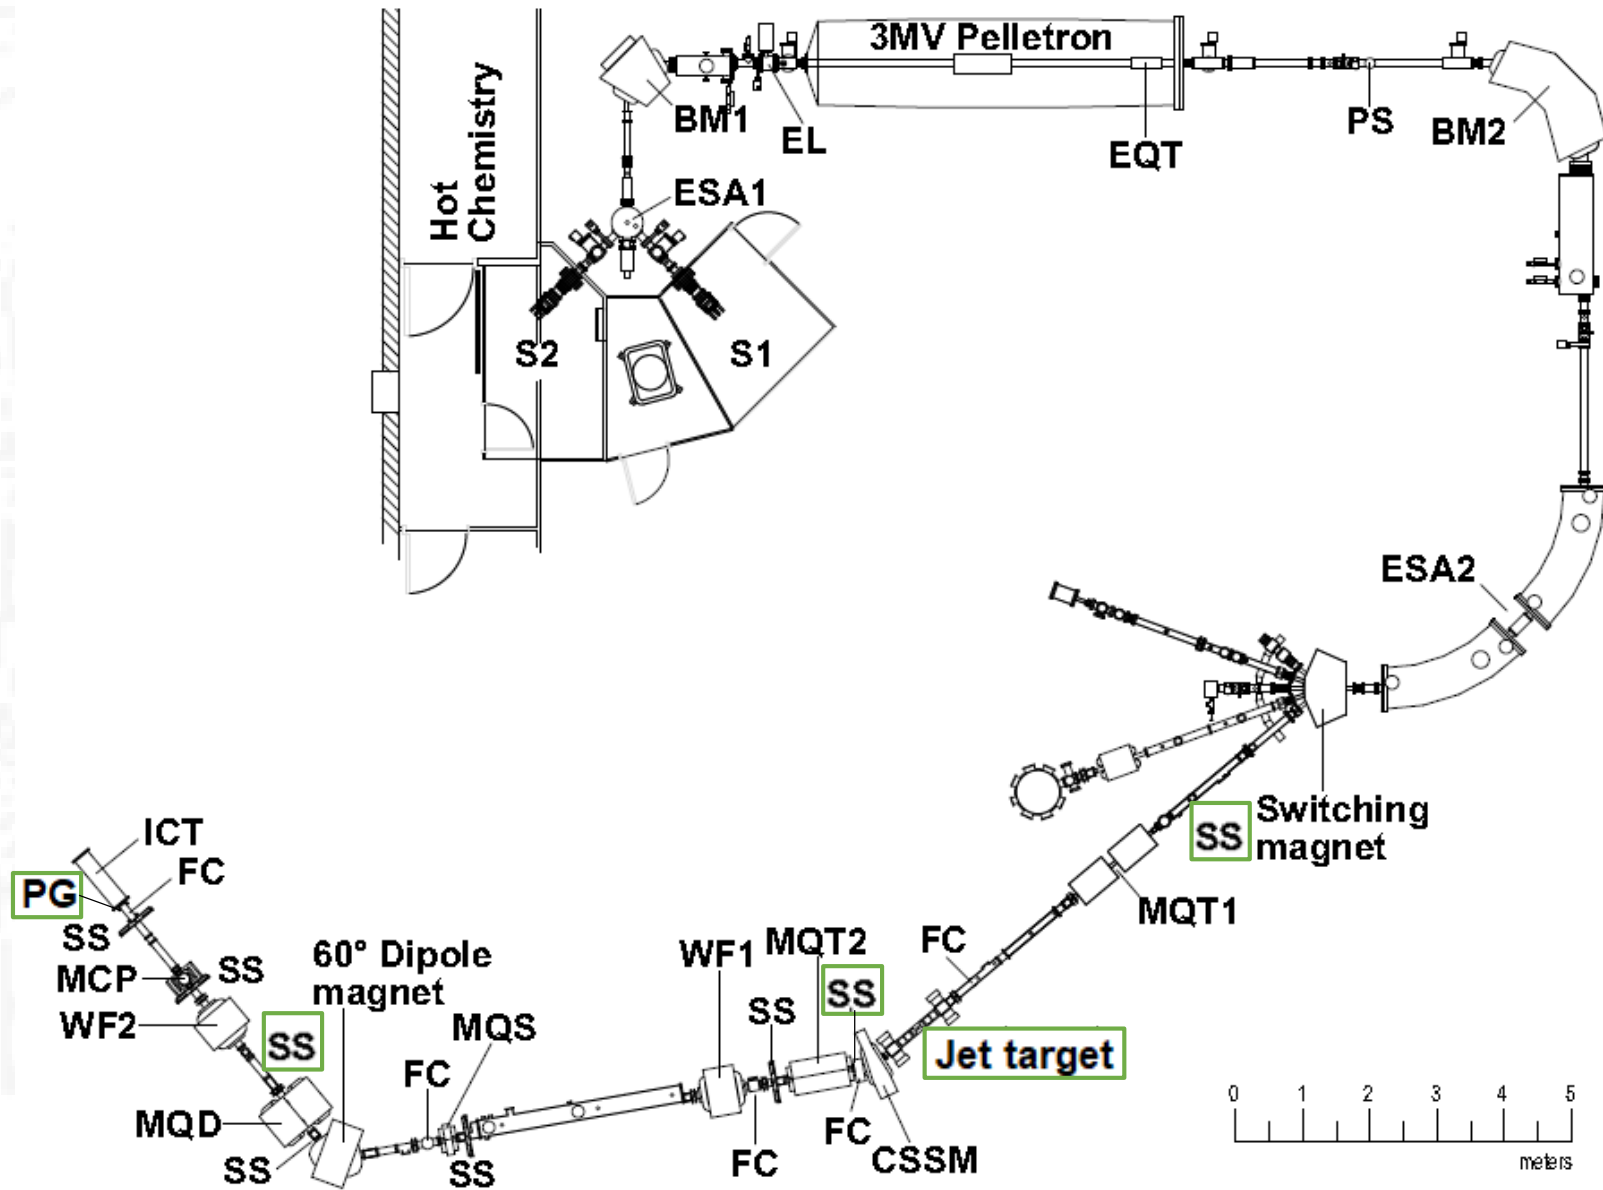 3MV Pelletron
BM1
EL
EQT
PS
BM2
Hot
Chemistry
ESA1
S2
S1
ESA2
Switching
magnet
SS
MQT1
ICT
FC
PG
SS
MCP
SS
WF2
60° Dipole
magnet
SS
MQS
FC
MQD
SS
SS
WF1
MQT2
FC
SS
SS
Jet target
FC
FC
CSSM
0 1 2 3 4 5
meters